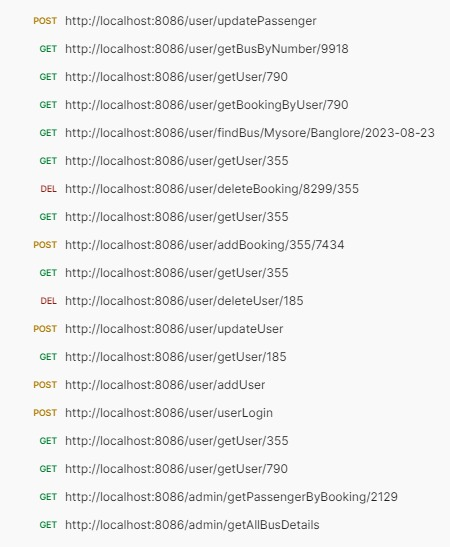 POST http://localhost:8086/user/updatePassenger
GET http://localhost:8086/user/getBusByNumber/9918
GET http://localhost:8086/user/getUser/790
GET http://localhost:8086/user/getBookingByUser/790
GET http://localhost:8086/user/findBus/Mysore/Banglore/2023-08-23
GET http://localhost:8086/user/getUser/355
DEL http://localhost:8086/user/deleteBooking/8299/355
GET http://localhost:8086/user/getUser/355
POST http://localhost:8086/user/addBooking/355/7434
GET http://localhost:8086/user/getUser/355
DEL http://localhost:8086/user/deleteUser/185
POST http://localhost:8086/user/updateUser
GET http://localhost:8086/user/getUser/185
POST http://localhost:8086/user/addUser
POST http://localhost:8086/user/userLogin
GET http://localhost:8086/user/getUser/355
GET http://localhost:8086/user/getUser/790
GET http://localhost:8086/admin/getPassengerByBooking/2129
GET http://localhost:8086/admin/getAllBusDetails